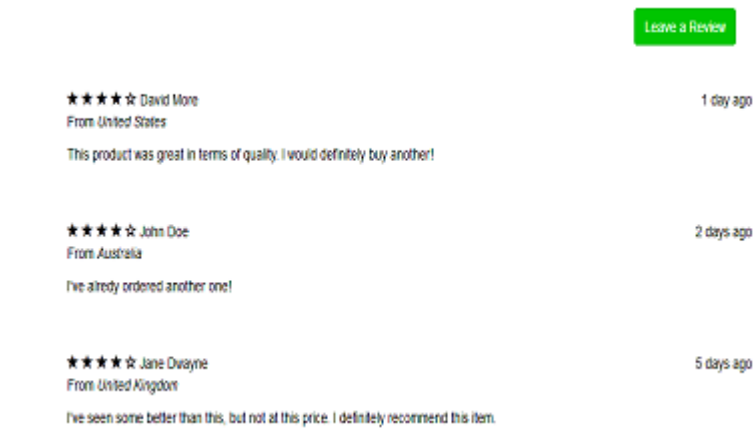 Leave a Review
★★★★☆ David More 1 day ago
From United States
This product was great in terms of quality. I would definitely buy another!
★★★★☆ John Doe 2 days ago
From Australia
I've alredy ordered another one!
★★★★☆ Jane Dwayne 5 days ago
From United Kingdom
I've seen some better than this, but not at this price. I definitely recommend this item.